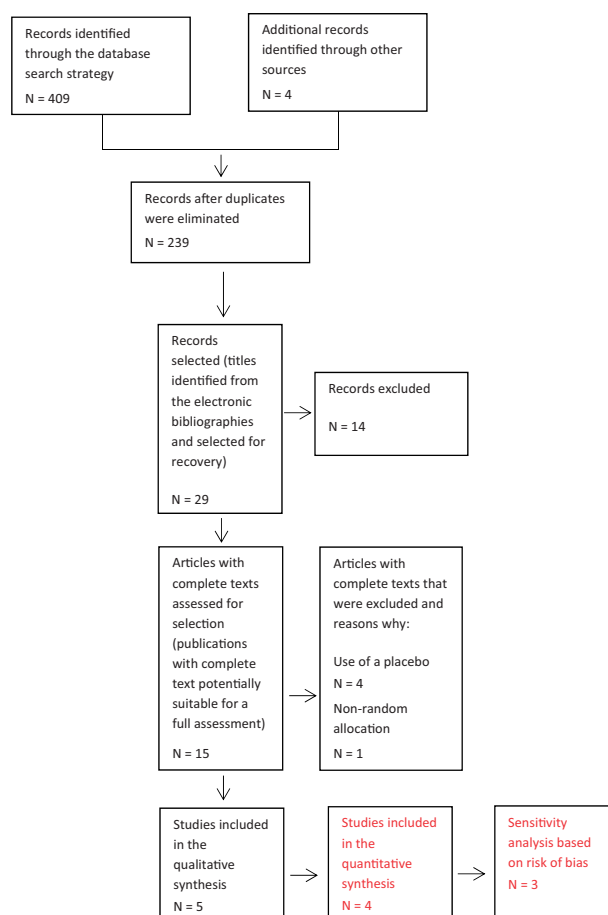 Records identified
through the database
search strategy
N = 409
Additional records
identified through other
sources
N = 4
Records after duplicates
were eliminated
N = 239
Records
selected (titles
identified from
the electronic
bibliographies
and selected for
recovery)
N = 29
Records excluded
N = 14
Articles with
complete texts
assessed for
selection
(publications
with complete
text potentially
suitable for a
full assessment)
N = 15
Articles with
complete texts that
were excluded and
reasons why:
Use of a placebo
N = 4
Non-random
allocation
N = 1
Studies included
in the
qualitative
synthesis
N = 5
Studies included
in the
quantitative
synthesis
N = 4
Sensitivity
analysis based
on risk of bias
N = 3